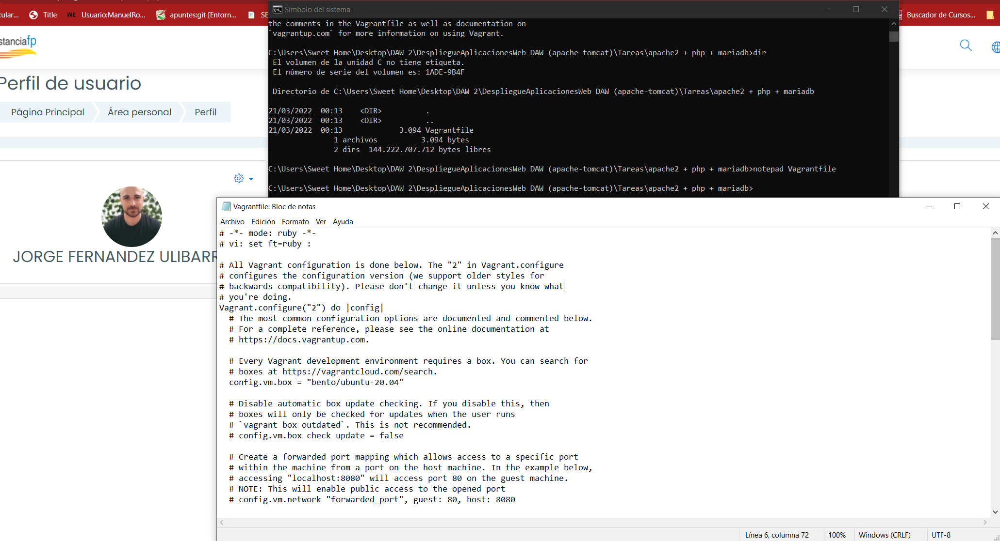 cular...
Title
WE
Usuario:ManuelRo...
apuntes:git [Entorn...
SE
Buscador de Cursos...
stanciafp
Perfil de usuario
Página Principal
Área personal
Perfil
JORGE FERNANDEZ ULIBARR
Símbolo del sistema
the comments in the Vagrantfile as well as documentation on
`vagrantup.com` for more information on using Vagrant.
C:\Users\Sweet Home\Desktop\DAW 2\DespliegueAplicacionesWeb DAW (apache-tomcat)\Tareas\apache2 + php + mariadb>dir
El volumen de la unidad C no tiene etiqueta.
El número de serie del volumen es: 1ADE-9B4F
Directorio de C:\Users\Sweet Home\Desktop\DAW 2\DespliegueAplicacionesWeb DAW (apache-tomcat)\Tareas\apache2 + php + mariadb
21/03/2022  00:13    <DIR>          .
21/03/2022  00:13    <DIR>          ..
21/03/2022  00:13             3.094 Vagrantfile
1 archivos          3.094 bytes
2 dirs  144.222.707.712 bytes libres
C:\Users\Sweet Home\Desktop\DAW 2\DespliegueAplicacionesWeb DAW (apache-tomcat)\Tareas\apache2 + php + mariadb>notepad Vagrantfile
C:\Users\Sweet Home\Desktop\DAW 2\DespliegueAplicacionesWeb DAW (apache-tomcat)\Tareas\apache2 + php + mariadb>
Vagrantfile: Bloc de notas
Archivo Edición Formato Ver Ayuda
# -*- mode: ruby -*-
# vi: set ft=ruby :
# All Vagrant configuration is done below. The "2" in Vagrant.configure
# configures the configuration version (we support older styles for
# backwards compatibility). Please don't change it unless you know what
# you're doing.
Vagrant.configure("2") do |config|
# The most common configuration options are documented and commented below.
# For a complete reference, please see the online documentation at
# https://docs.vagrantup.com.
# Every Vagrant development environment requires a box. You can search for
# boxes at https://vagrantcloud.com/search.
config.vm.box = "bento/ubuntu-20.04"
# Disable automatic box update checking. If you disable this, then
# boxes will only be checked for updates when the user runs
# `vagrant box outdated`. This is not recommended.
# config.vm.box_check_update = false
# Create a forwarded port mapping which allows access to a specific port
# within the machine from a port on the host machine. In the example below,
# accessing "localhost:8080" will access port 80 on the guest machine.
# NOTE: This will enable public access to the opened port
# config.vm.network "forwarded_port", guest: 80, host: 8080
Línea 6, columna 72
100%
Windows (CRLF)
UTF-8